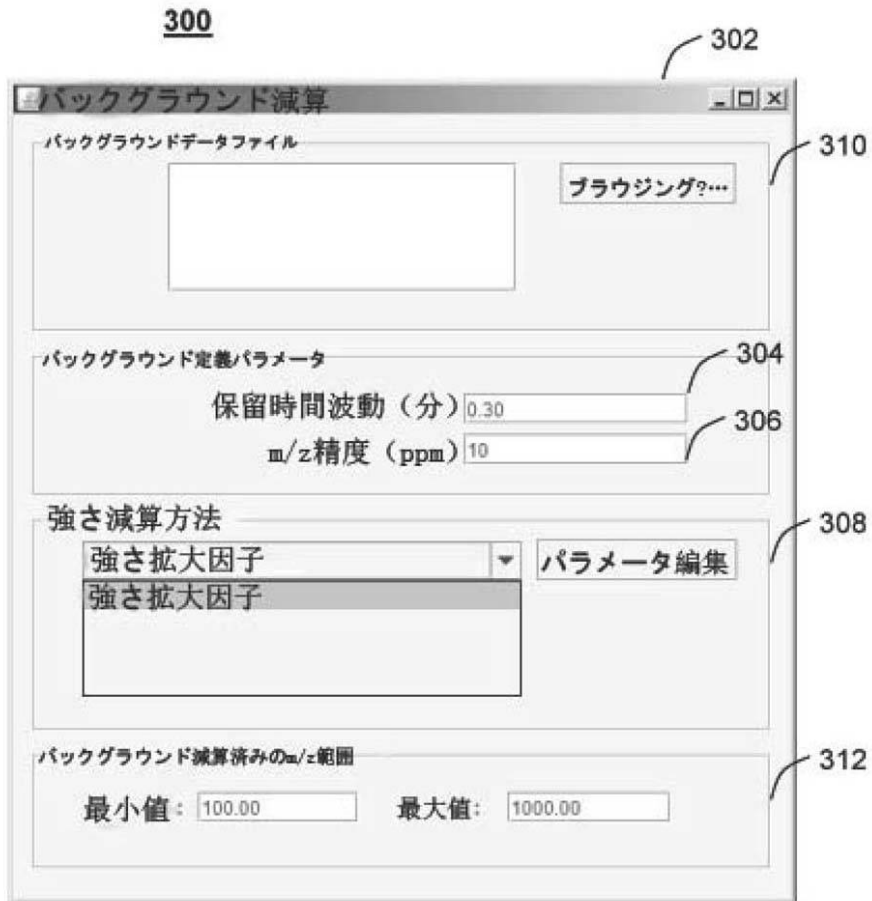 300
302
バックグラウンド減算
バックグラウンドデータファイル
310
ブラウジング?…
バックグラウンド定義パラメータ
304
保留時間波動（分） 0.30
306
m/z精度（ppm） 10
強さ減算方法
308
強さ拡大因子
パラメータ編集
強さ拡大因子
バックグラウンド減算済みのm/z範囲
312
最小値: 100.00 最大値: 1000.00